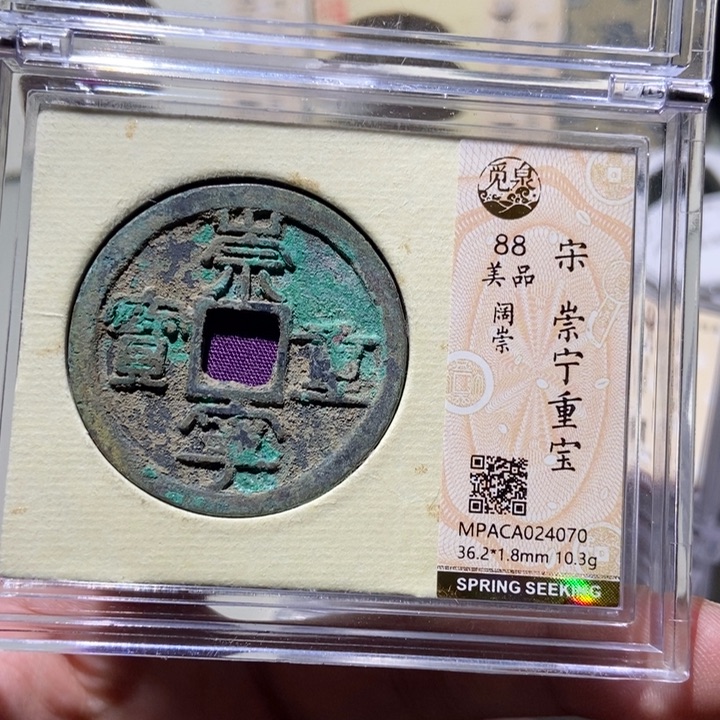 崇
寧
重
寶
觅泉
88
美品
阔崇
宋 崇宁重宝
MPACA024070
36.2*1.8mm 10.3g
SPRING SEEKING